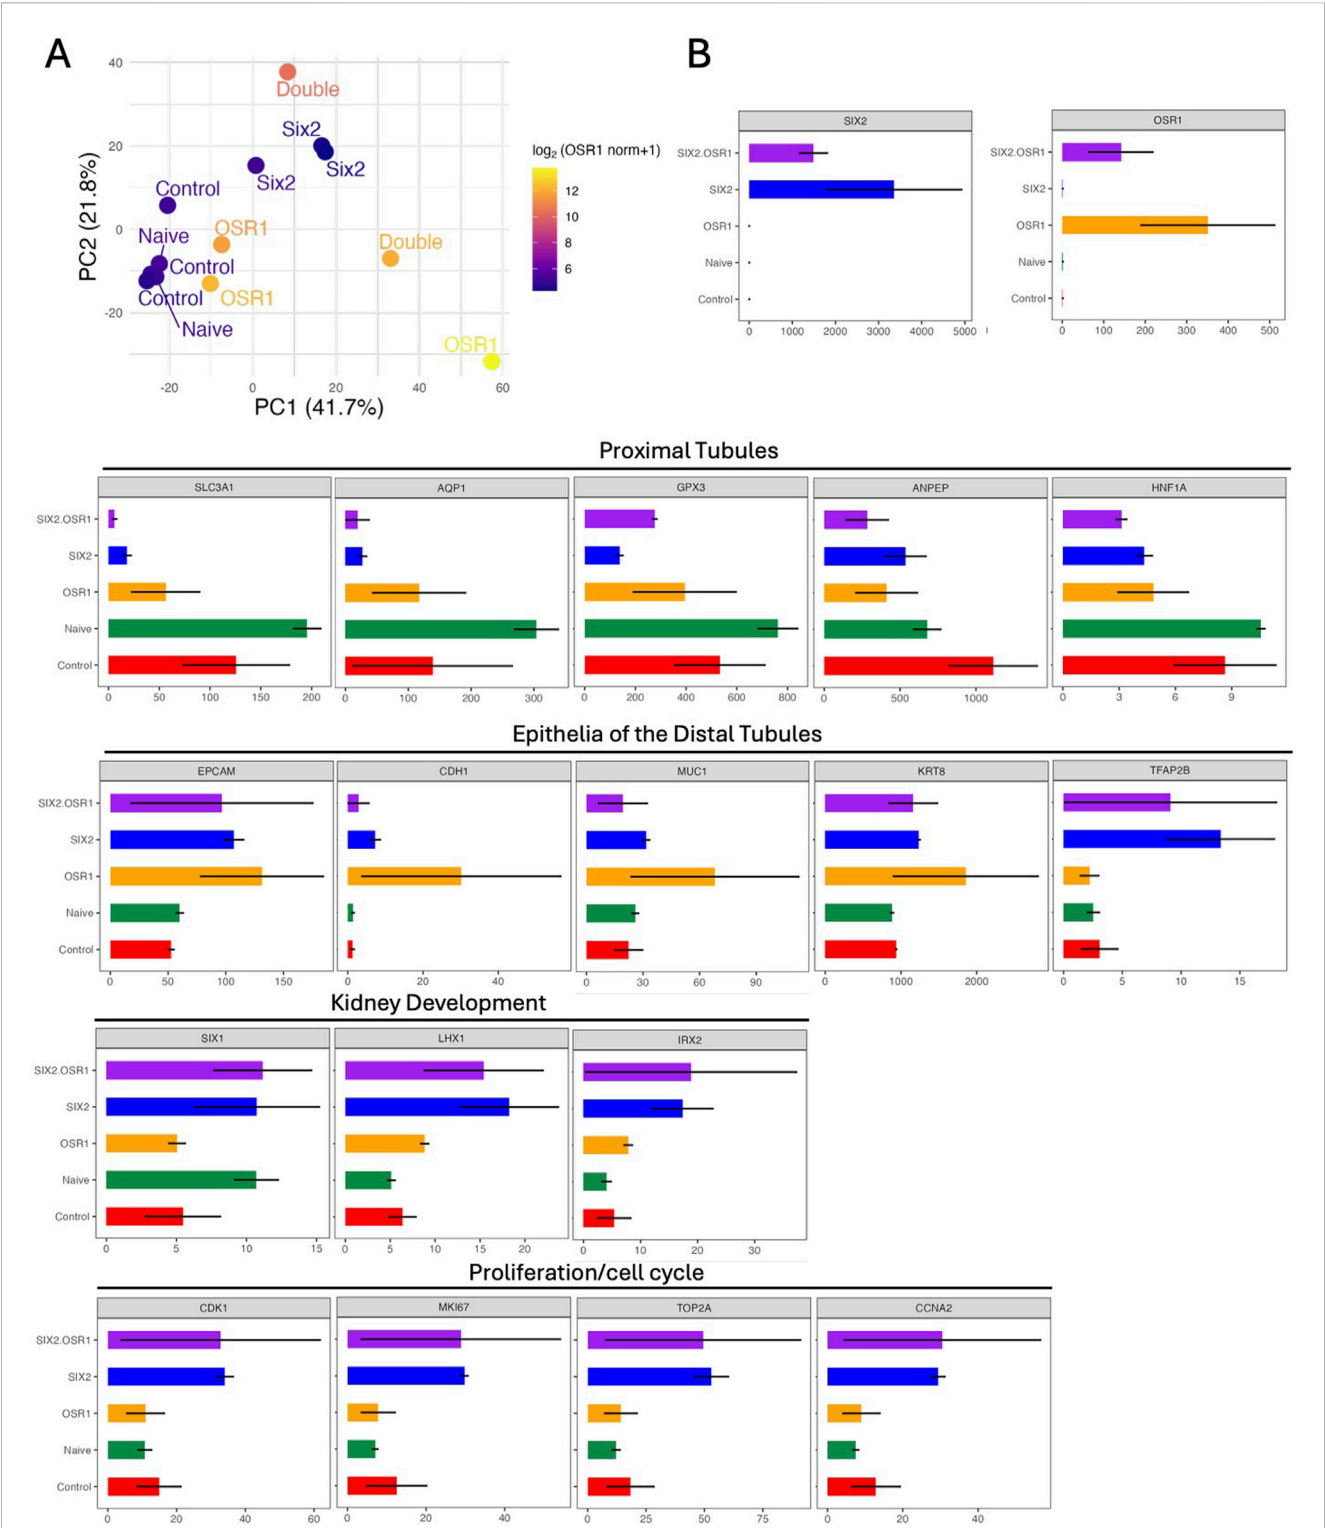 A
40
20
0
-20
-20
0
20
40
60
PC2 (21.8%)
PC1 (41.7%)
Double
Six2
Six2
Six2
Control
Naive
OSR1
Double
Control
Control
OSR1
Naive
OSR1
log2 (OSR1 norm+1)
12
10
8
6
B
SIX2
SIX2.OSR1
SIX2
OSR1
Naive
Control
0 1000 2000 3000 4000 5000
OSR1
SIX2.OSR1
SIX2
OSR1
Naive
Control
0 100 200 300 400 500
Proximal Tubules
SLC3A1 AQP1 GPX3 ANPEP HNF1A
SIX2.OSR1
SIX2
OSR1
Naive
Control
0 50 100 150 200
0 100 200 300
0 200 400 600 800
0 500 1000
0 3 6 9
Epithelia of the Distal Tubules
EPCAM CDH1 MUC1 KRT8 TFAP2B
SIX2.OSR1
SIX2
OSR1
Naive
Control
0 50 100 150
0 20 40
0 30 60 90
0 1000 2000
0 5 10 15
Kidney Development
SIX1 LHX1 IRX2
SIX2.OSR1
SIX2
OSR1
Naive
Control
0 5 10 15
0 5 10 15 20
0 10 20 30
Proliferation/cell cycle
CDK1 MKI67 TOP2A CCNA2
SIX2.OSR1
SIX2
OSR1
Naive
Control
0 20 40 60
0 20 40
0 25 50 75
0 20 40